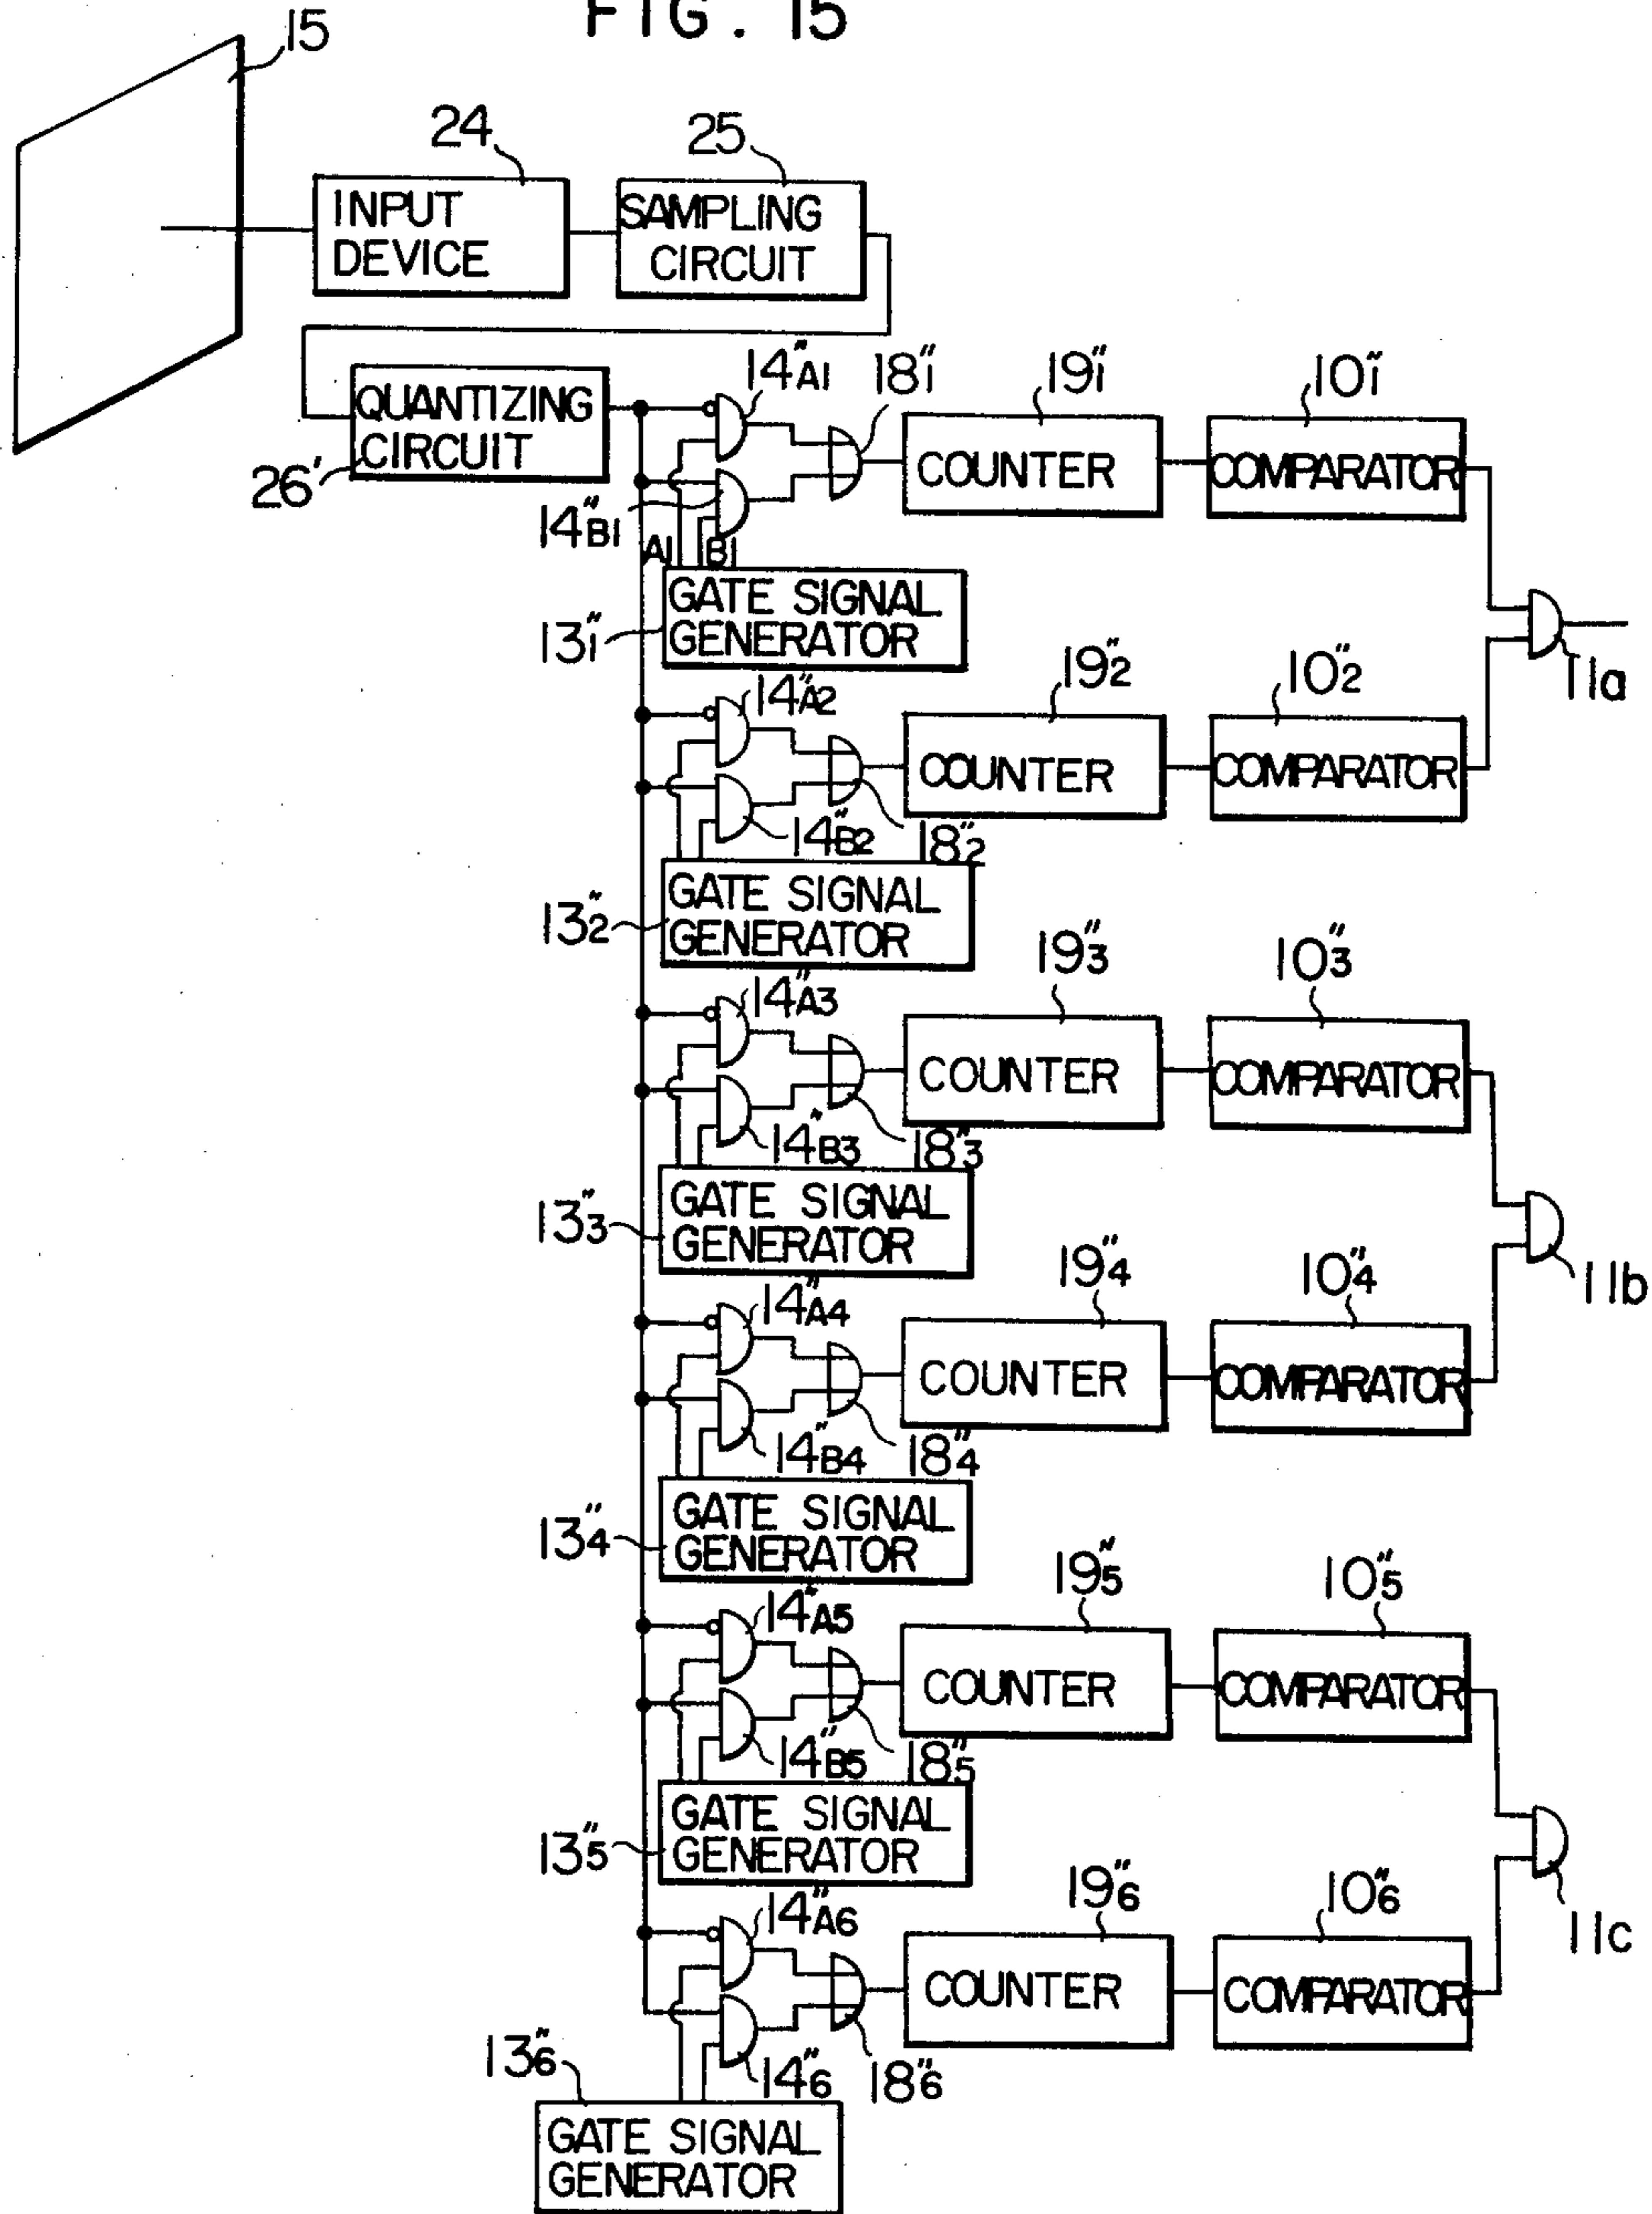 FIG. 15
15
24
25
INPUT
DEVICE
SAMPLING
CIRCUIT
QUANTIZING
CIRCUIT
26'
14"A1
18"1
19"1
10"1
COUNTER
COMPARATOR
14"B1
A1
B1
GATE SIGNAL
GENERATOR
13"1
11a
14"A2
19"2
10"2
COUNTER
COMPARATOR
14"B2
18"2
GATE SIGNAL
GENERATOR
13"2
14"A3
19"3
10"3
COUNTER
COMPARATOR
14"B3
18"3
GATE SIGNAL
GENERATOR
13"3
11b
14"A4
19"4
10"4
COUNTER
COMPARATOR
14"B4
18"4
GATE SIGNAL
GENERATOR
13"4
14"A5
19"5
10"5
COUNTER
COMPARATOR
14"B5
18"5
GATE SIGNAL
GENERATOR
13"5
11c
14"A6
19"6
10"6
COUNTER
COMPARATOR
13"6
14"6
18"6
GATE SIGNAL
GENERATOR